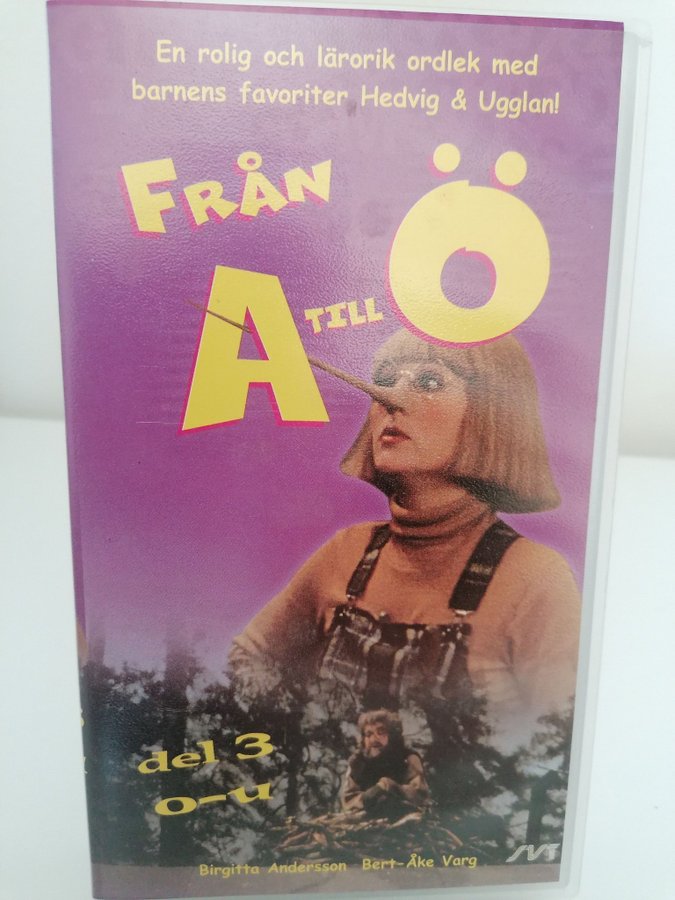 En rolig och lärorik ordlek med
barnens favoriter Hedvig & Ugglan!
FRÅN
A TILL Ö
del 3
o-u
Birgitta Andersson Bert-Åke Varg
SVT